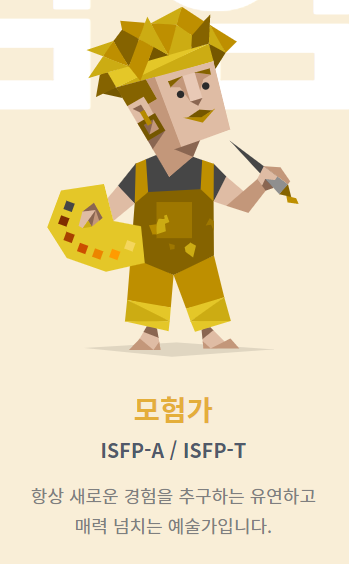 모험가
ISFP-A / ISFP-T
항상 새로운 경험을 추구하는 유연하고
매력 넘치는 예술가입니다.